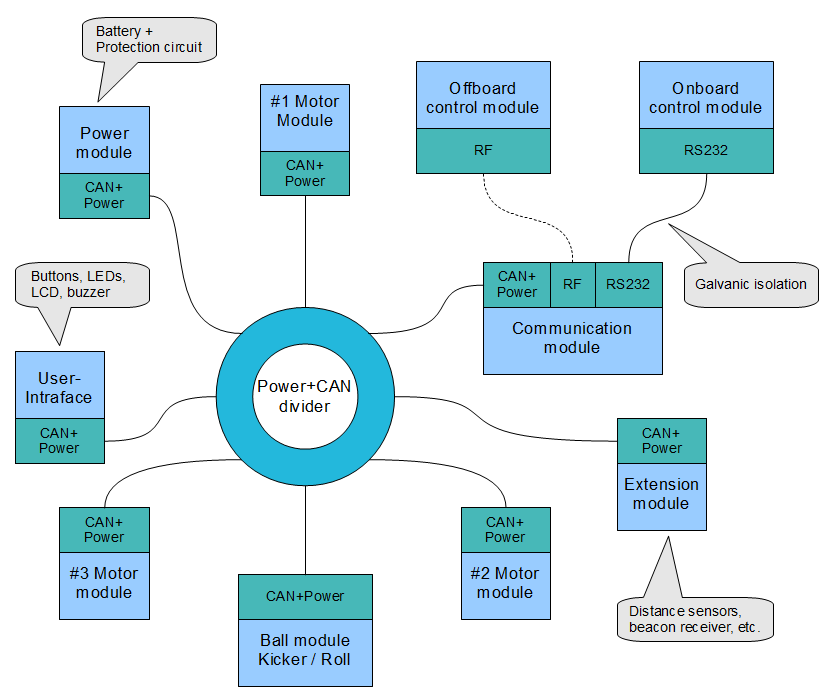 Battery +
Protection circuit
Power
module
CAN+
Power
#1 Motor
Module
CAN+
Power
Offboard
control module
RF
Onboard
control module
RS232
Buttons, LEDs,
LCD, buzzer
CAN+
Power
RF
RS232
Communication
module
Galvanic isolation
User-
Intraface
CAN+
Power
Power+CAN
divider
CAN+
Power
Extension
module
CAN+
Power
#3 Motor
module
CAN+Power
Ball module
Kicker / Roll
CAN+
Power
#2 Motor
module
Distance sensors,
beacon receiver, etc.